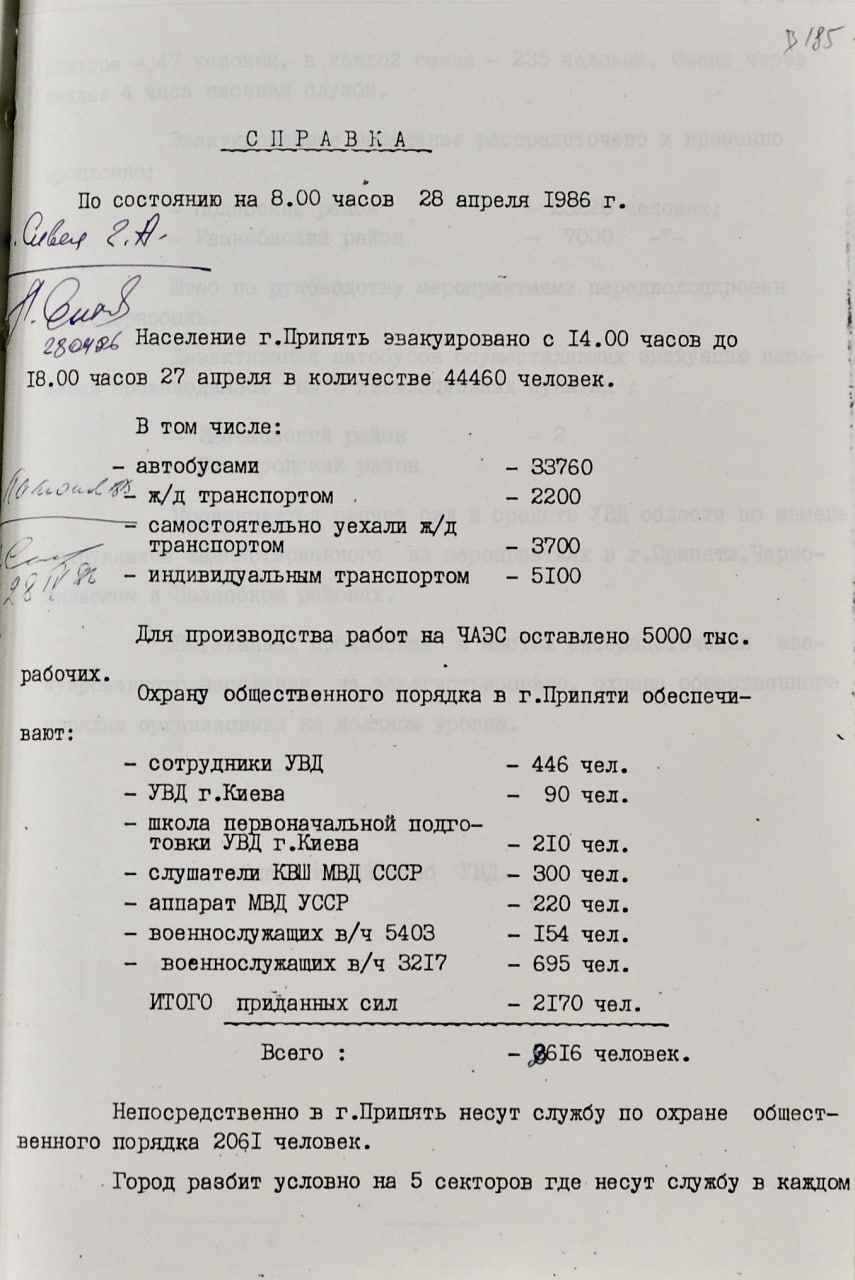 185
С П Р А В К А
По состоянию на 8.00 часов 28 апреля 1986 г.
280486
Население г.Припять эвакуировано с 14.00 часов до
18.00 часов 27 апреля в количестве 44460 человек.
В том числе:
- автобусами - 33760
- ж/д транспортом - 2200
- самостоятельно уехали ж/д
транспортом - 3700
- индивидуальным транспортом - 5100
Для производства работ на ЧАЭС оставлено 5000 тыс.
рабочих.
Охрану общественного порядка в г.Припяти обеспечи-
вают:
- сотрудники УВД - 446 чел.
- УВД г.Киева - 90 чел.
- школа первоначальной подго-
товки УВД г.Киева - 210 чел.
- слушатели КВШ МВД СССР - 300 чел.
- аппарат МВД УССР - 220 чел.
- военнослужащих в/ч 5403 - 154 чел.
- военнослужащих в/ч 3217 - 695 чел.
ИТОГО приданных сил - 2170 чел.
Всего : - 2616 человек.
Непосредственно в г.Припять несут службу по охране общест-
венного порядка 2061 человек.
Город разбит условно на 5 секторов где несут службу в каждом